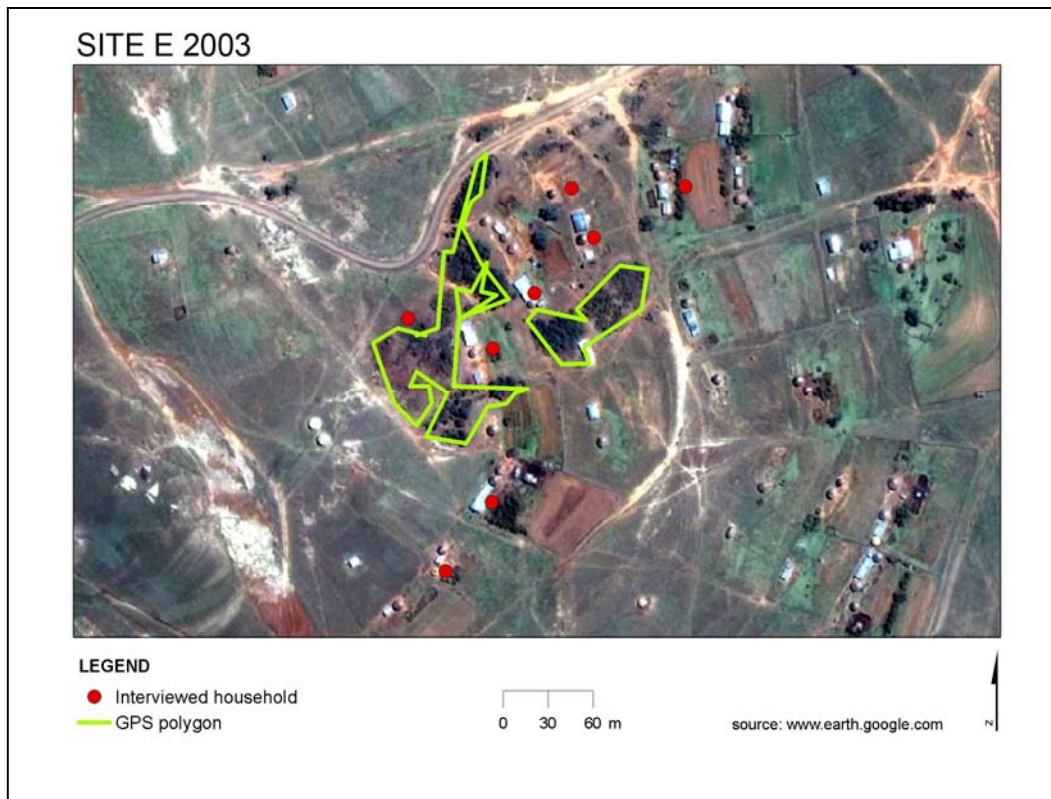 SITE E 2003
LEGEND
Interviewed household
GPS polygon
0 30 60 m
source: www.earth.google.com
N